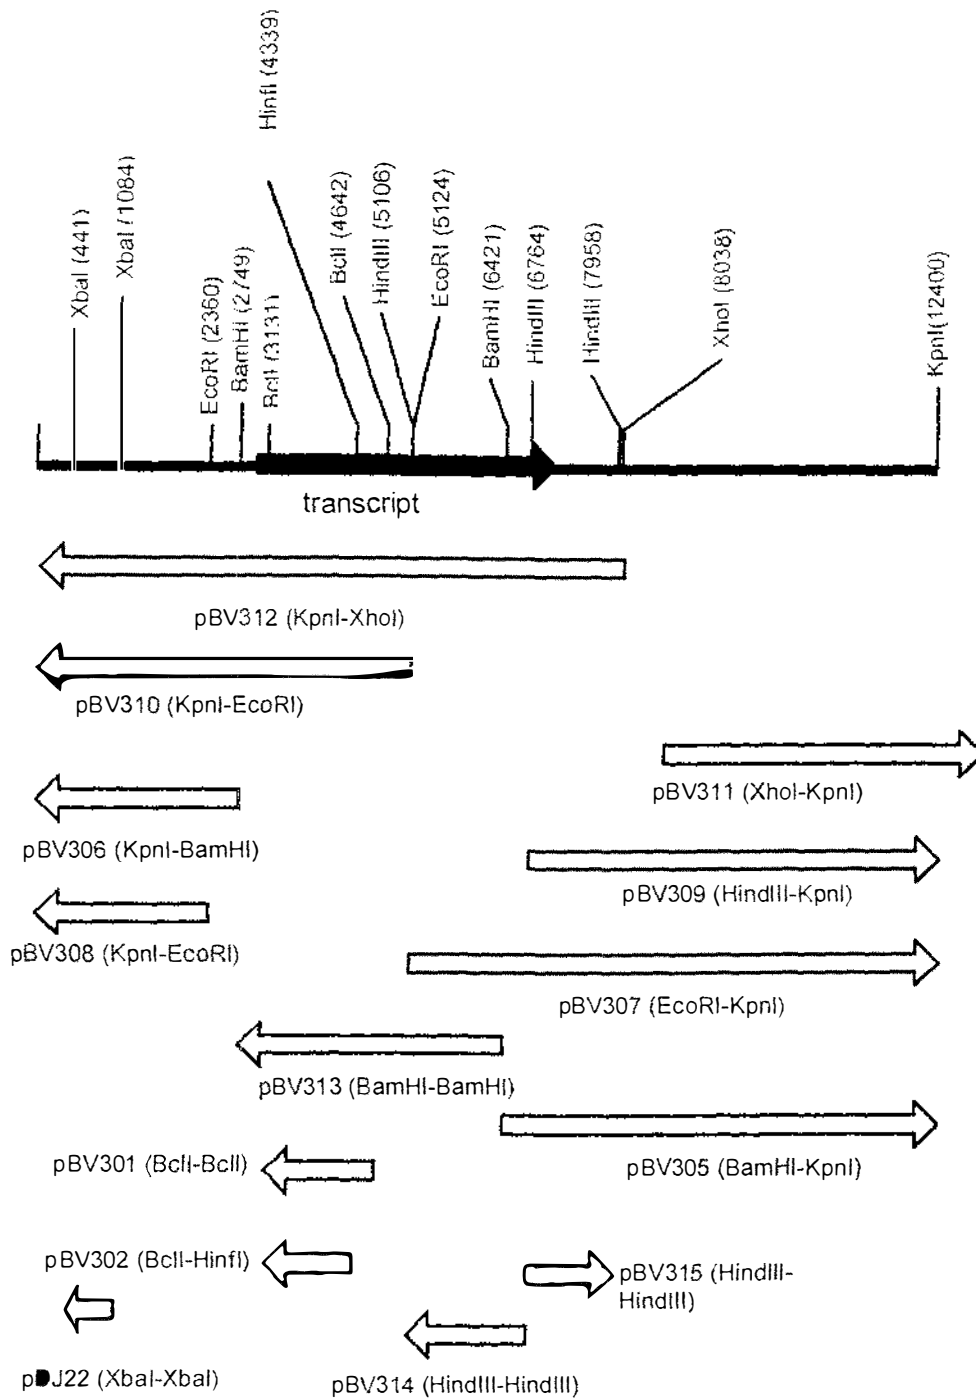 XbaI (441)
XbaI (1084)
EcoRI (2360)
BamHI (2749)
BclI (3131)
HinfI (4339)
BclI (4642)
HindIII (5106)
EcoRI (5124)
BamHI (6421)
HindIII (6764)
HindIII (7958)
XhoI (8038)
KpnI(12400)
transcript
pBV312 (KpnI-XhoI)
pBV310 (KpnI-EcoRI)
pBV311 (XhoI-KpnI)
pBV306 (KpnI-BamHI)
pBV309 (HindIII-KpnI)
pBV308 (KpnI-EcoRI)
pBV307 (EcoRI-KpnI)
pBV313 (BamHI-BamHI)
pBV301 (BclI-BclI)
pBV305 (BamHI-KpnI)
pBV302 (BclI-HinfI)
pBV315 (HindIII-
HindIII)
pDJ22 (XbaI-XbaI)
pBV314 (HindIII-HindIII)